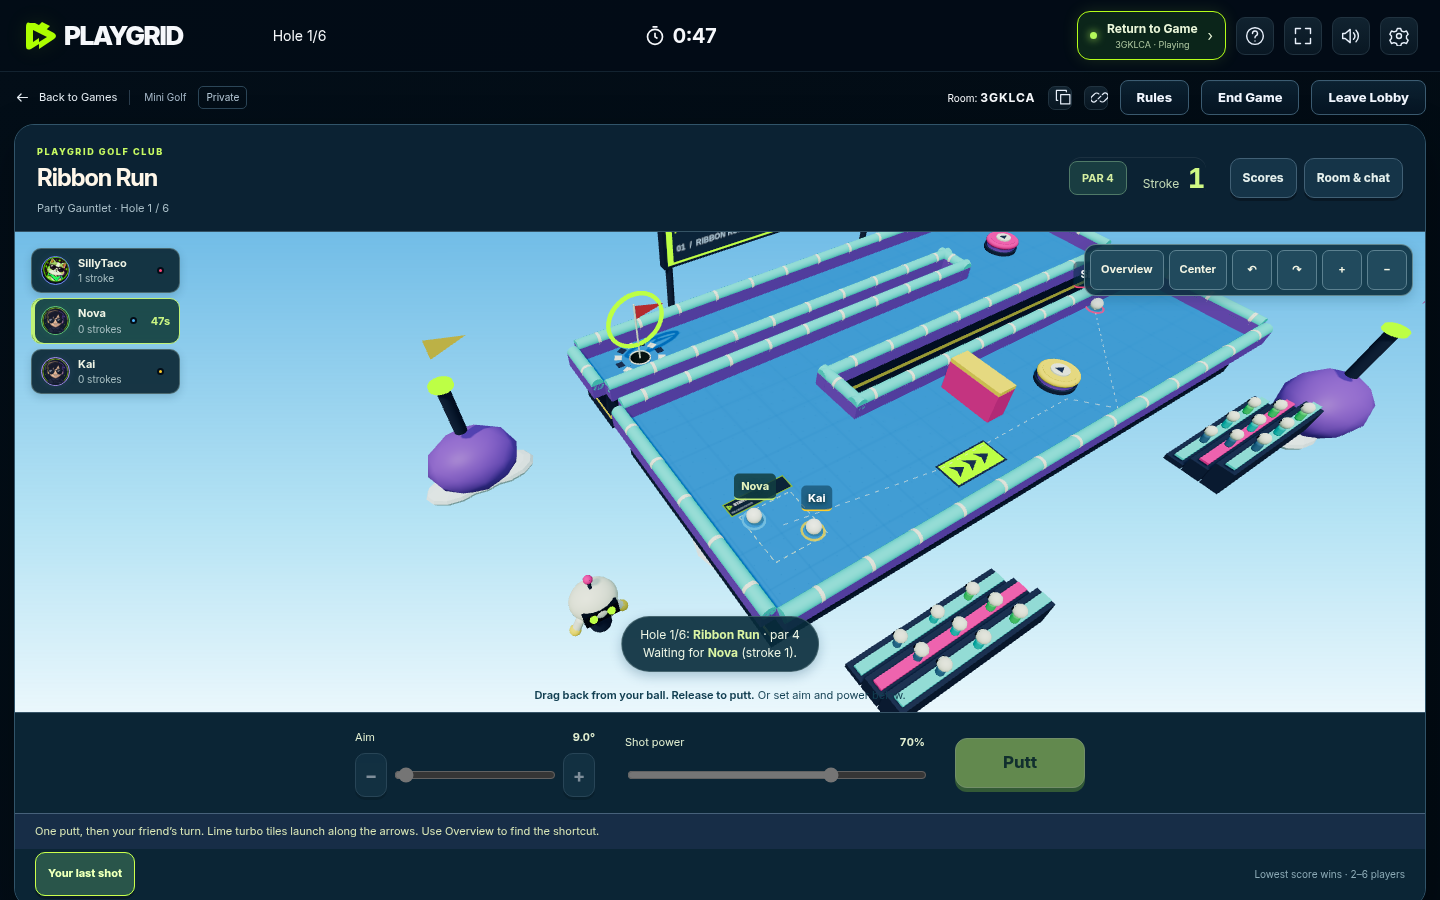 PLAYGRID
Hole 1/6
0:47
Return to Game
3GKLCA · Playing
Back to Games
Mini Golf
Private
Room: 3GKLCA
Rules
End Game
Leave Lobby
PLAYGRID GOLF CLUB
Ribbon Run
Party Gauntlet · Hole 1 / 6
PAR 4
Stroke 1
Scores
Room & chat
SillyTaco
1 stroke
Nova
0 strokes
47s
Kai
0 strokes
01 / RIBBON
Overview
Center
Nova
Kai
Hole 1/6: Ribbon Run · par 4
Waiting for Nova (stroke 1).
Drag back from your ball. Release to putt. Or set aim and power
Aim
9.0°
Shot power
70%
Putt
One putt, then your friend’s turn. Lime turbo tiles launch along the arrows. Use Overview to find the shortcut.
Your last shot
Lowest score wins · 2–6 players